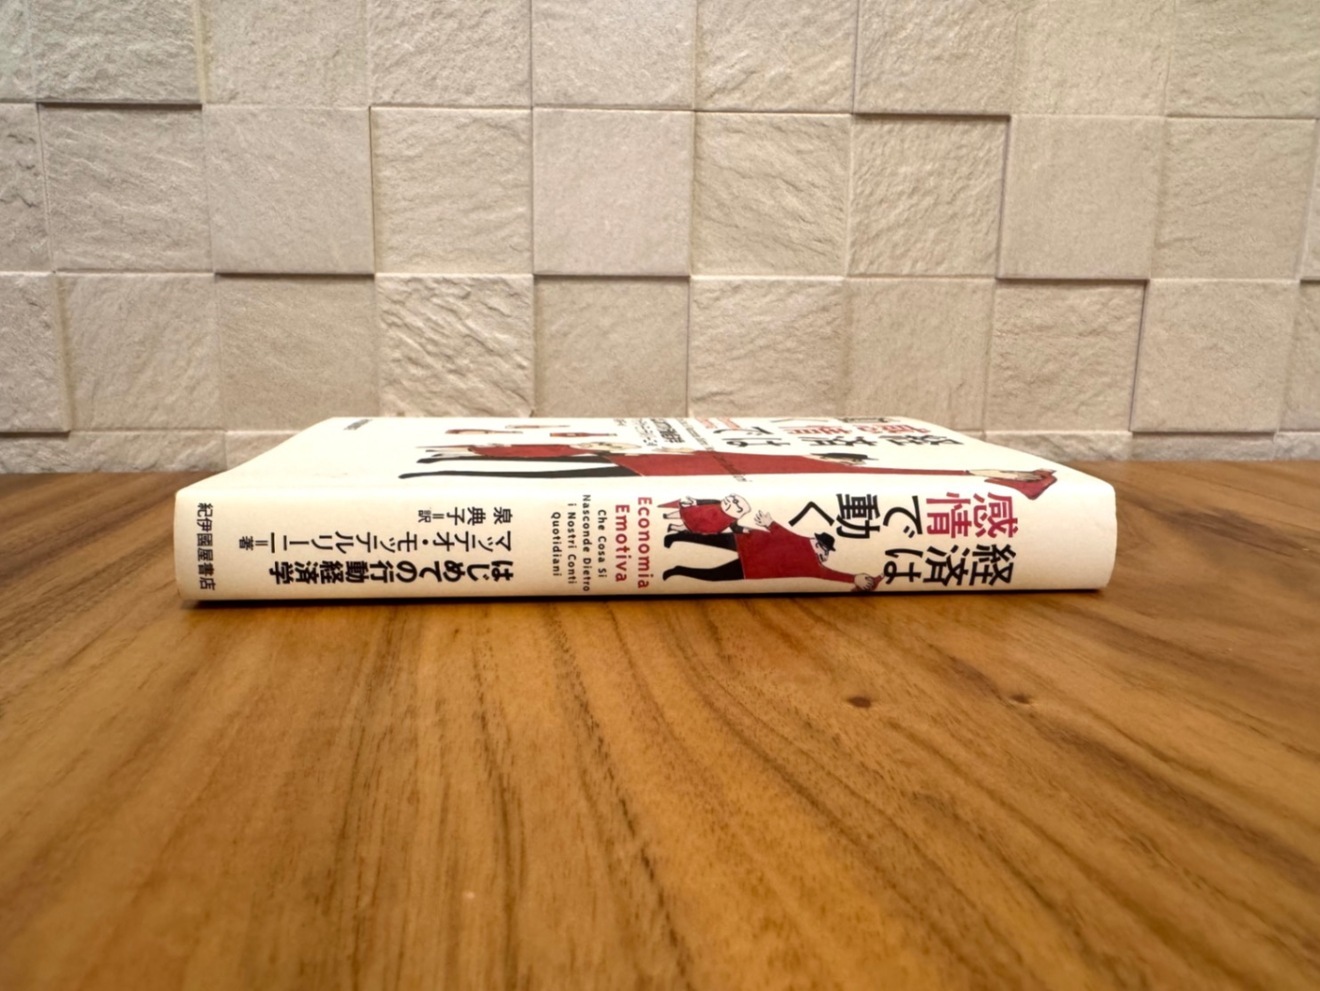 経済は
感情
で動く
Economia
Emotiva
Che Cosa Si
Nasconde Dietro
i Nostri Conti
Quotidiani
はじめての行動経済学
マッテオ・モッテルリーニ=著
泉 典子=訳
紀伊國屋書店